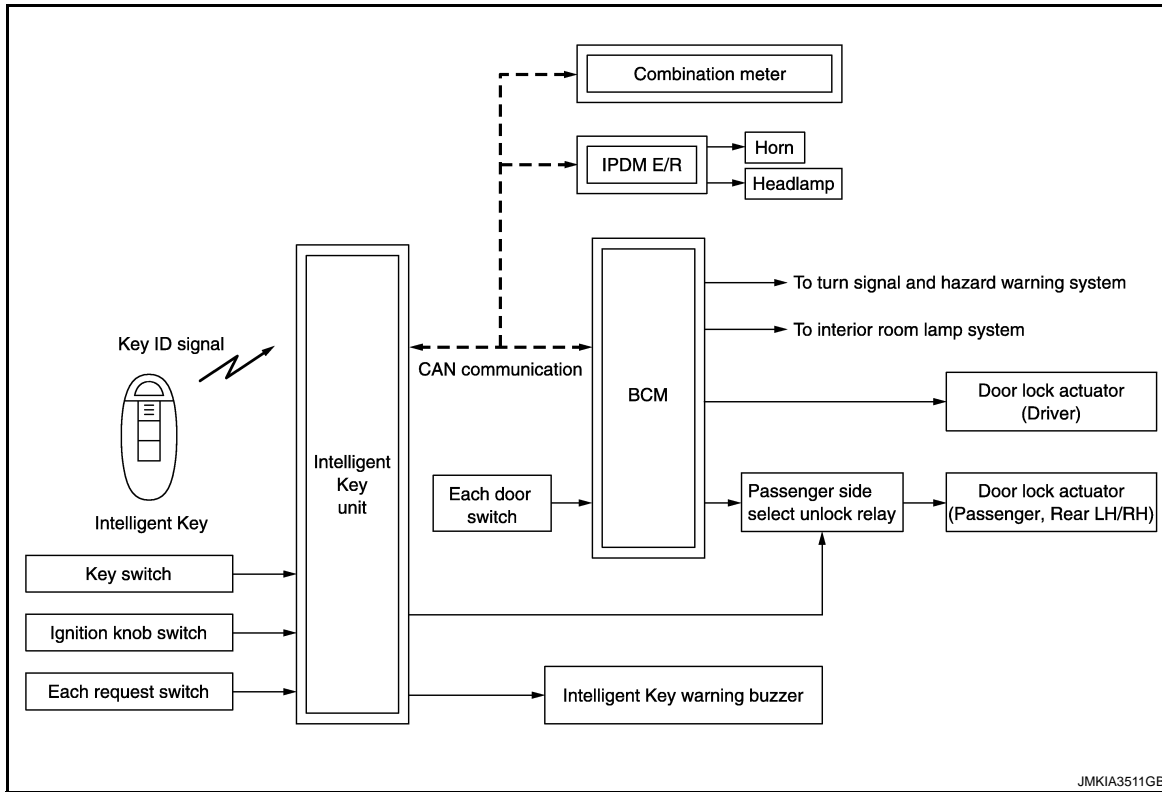 Combination meter
IPDM E/R
Horn
Headlamp
To turn signal and hazard warning system
To interior room lamp system
Key ID signal
CAN communication
BCM
Door lock actuator
(Driver)
Intelligent
Key
unit
Each door
switch
Passenger side
select unlock relay
Door lock actuator
(Passenger, Rear LH/RH)
Intelligent Key
Key switch
Ignition knob switch
Each request switch
Intelligent Key warning buzzer
JMKIA3511GB